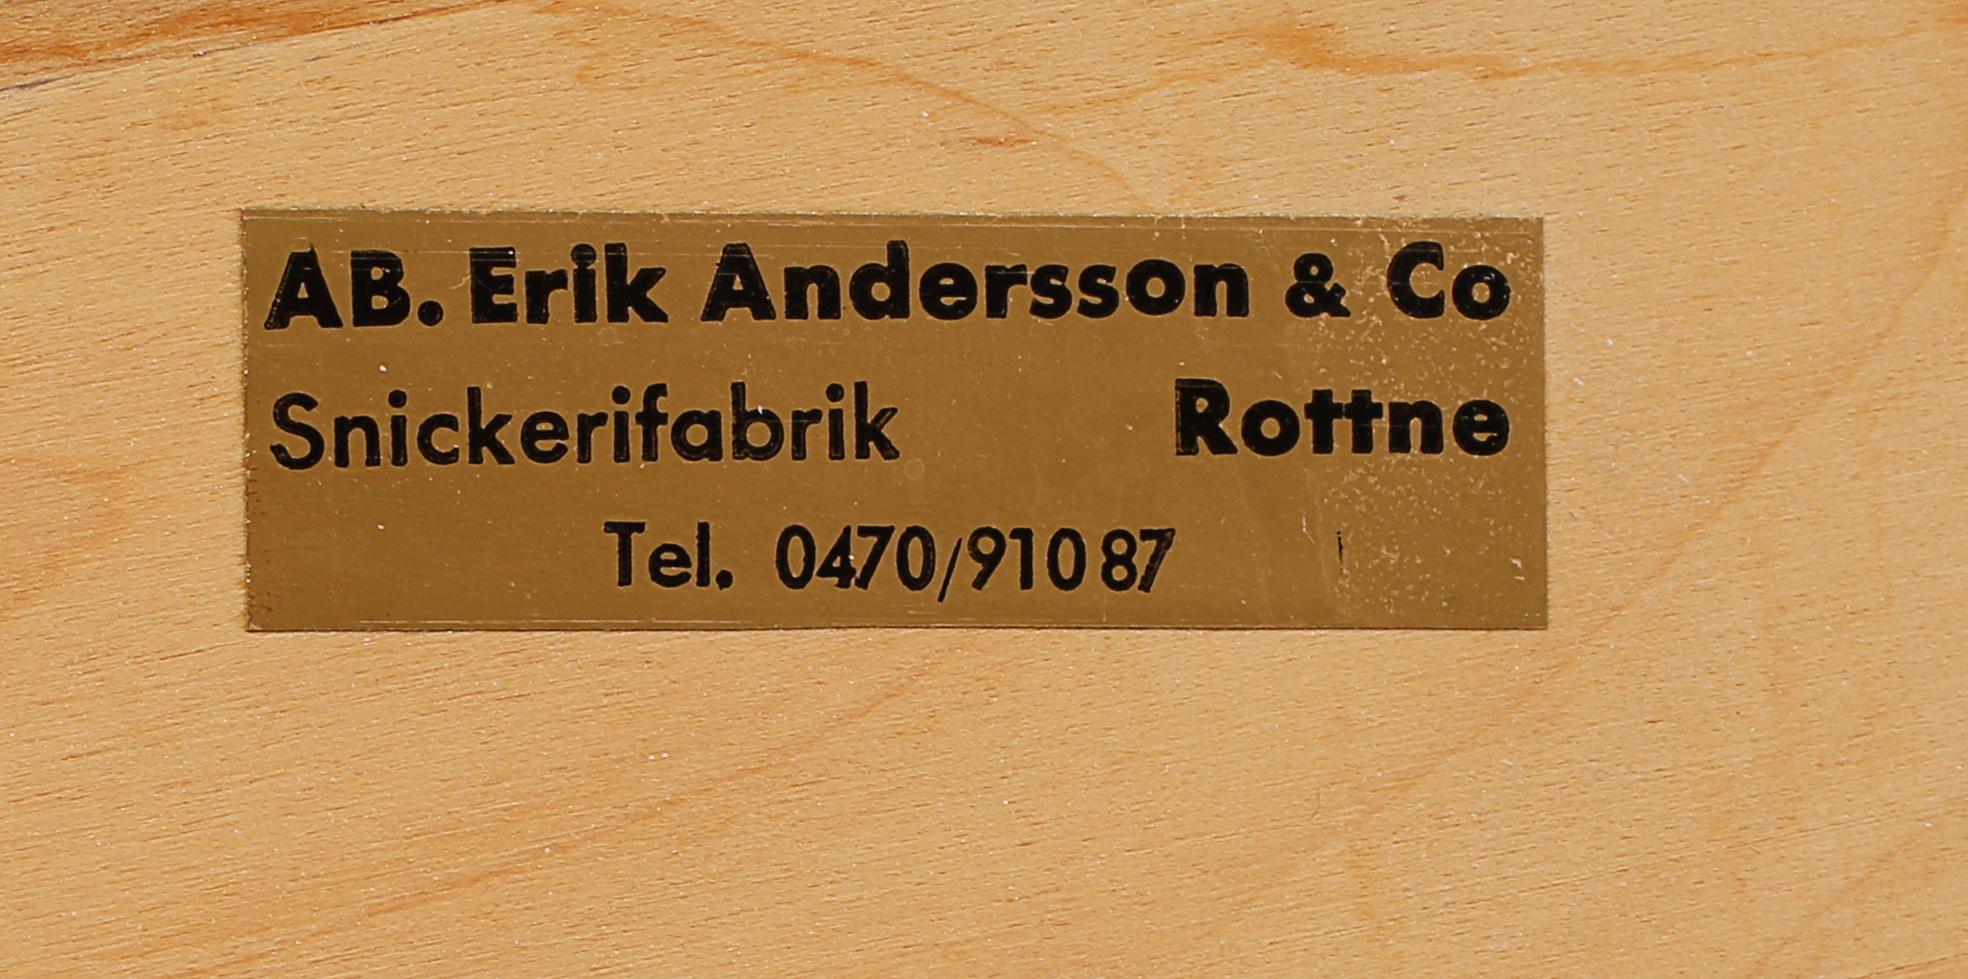 AB. Erik Andersson & Co
Snickerifabrik Rottne
Tel. 0470/910 87